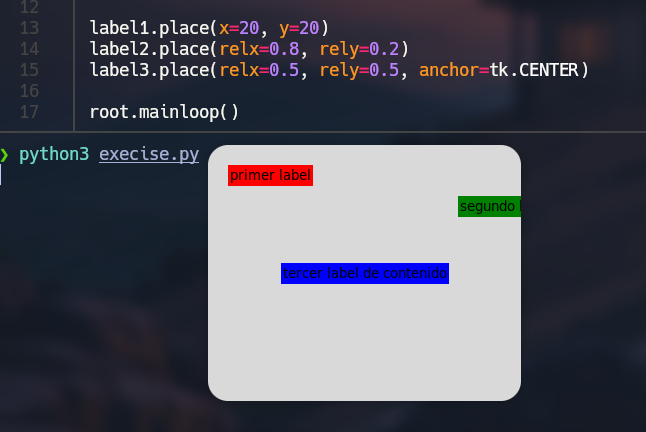 12
13 label1.place(x=20, y=20)
14 label2.place(relx=0.8, rely=0.2)
15 label3.place(relx=0.5, rely=0.5, anchor=tk.CENTER)
16
17 root.mainloop()
❯ python3 execise.py
primer label
segundo
tercer label de contenido